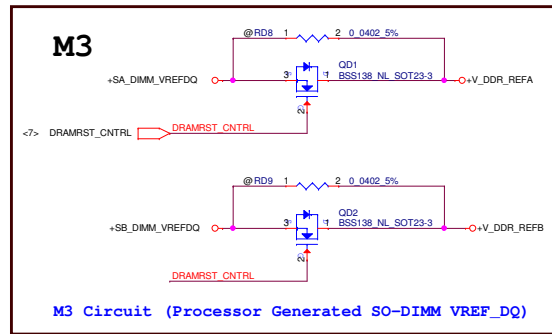 M3
@RD8 1 2 0_0402_5%
QD1
+SA_DIMM_VREFDQ 3 1 BSS138_NL_SOT23-3 +V_DDR_REFA
2
<7> DRAMRST_CNTRL DRAMRST_CNTRL
@RD9 1 2 0_0402_5%
QD2
+SB_DIMM_VREFDQ 3 1 BSS138_NL_SOT23-3 +V_DDR_REFB
2
DRAMRST_CNTRL
M3 Circuit (Processor Generated SO-DIMM VREF_DQ)